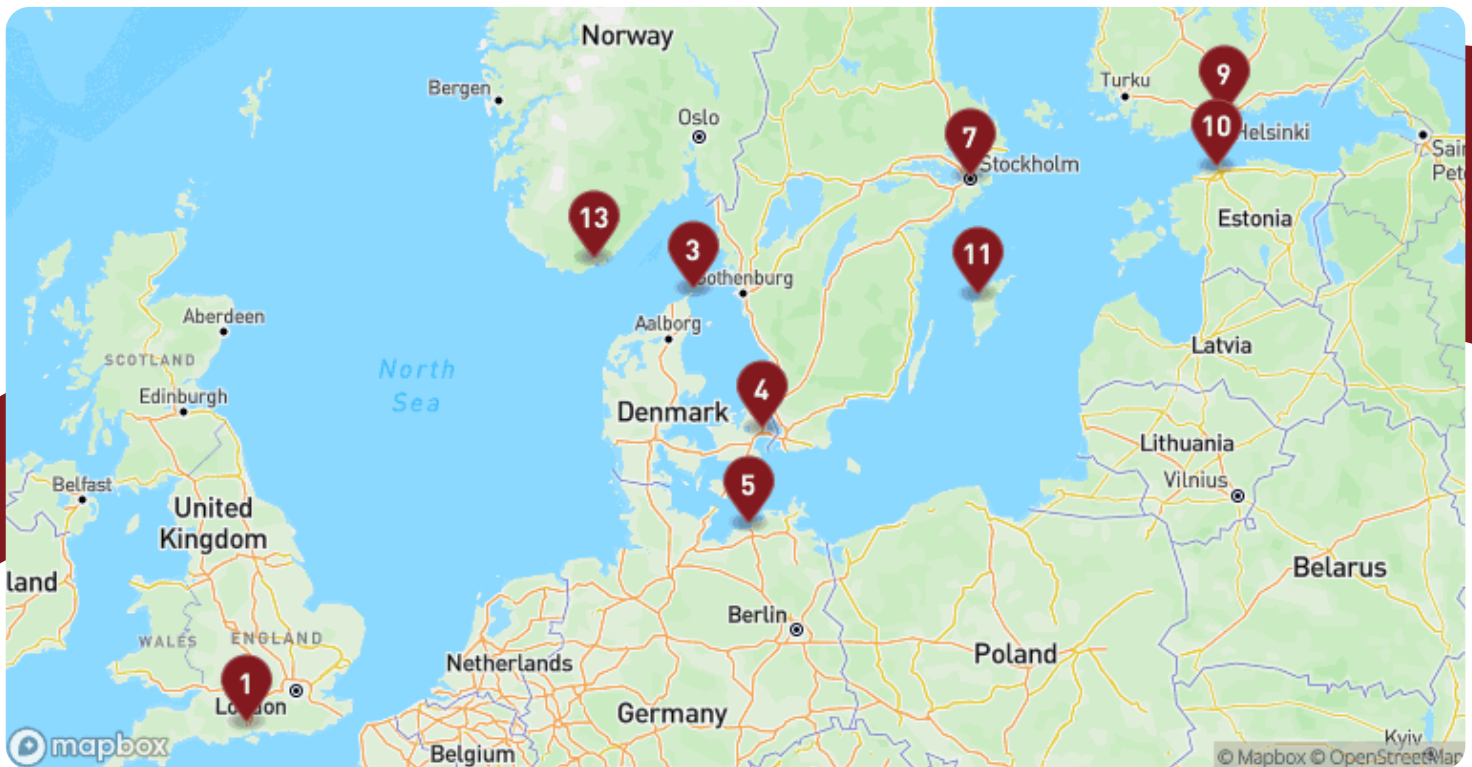 Norway
Bergen
Oslo
Turku
9
10
Helsinki
7
Stockholm
Estonia
13
3
Gothenburg
11
Aberdeen
Aalborg
SCOTLAND
North
Sea
Latvia
Edinburgh
4
Denmark
Lithuania
Vilnius
Belfast
5
United
Kingdom
land
Belarus
Berlin
WALES
ENGLAND
Netherlands
Poland
1
London
Germany
Belgium
mapbox
Kyiv
© Mapbox © OpenStreetMap